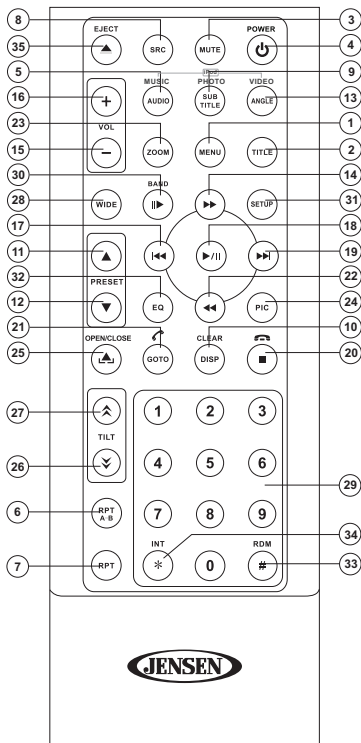 EJECT POWER
8 SRC MUTE 3
35 4
5 iPod 9
MUSIC PHOTO VIDEO
16 + AUDIO SUB TITLE ANGLE 13
VOL
23 1
15 − ZOOM MENU TITLE 2
30 BAND 14
28 WIDE SETUP 31
17 18
11 19
PRESET
32 22
12 EQ PIC 24
21 10
OPEN/CLOSE CLEAR
25 GOTO DISP 20
27 1 2 3
TILT
26 4 5 6
29
6 RPT A-B 7 8 9
34
INT RDM
7 RPT * 0 # 33
JENSEN